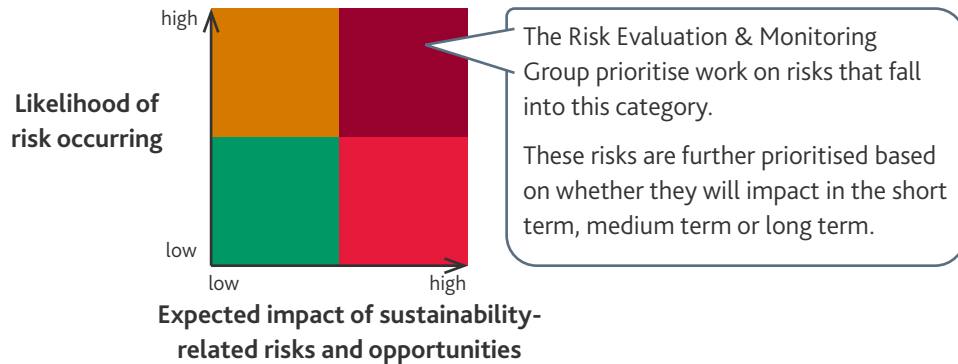 high
Likelihood of
risk occurring
low
low
high
Expected impact of sustainability-
related risks and opportunities
The Risk Evaluation & Monitoring
Group prioritise work on risks that fall
into this category.
These risks are further prioritised based
on whether they will impact in the short
term, medium term or long term.